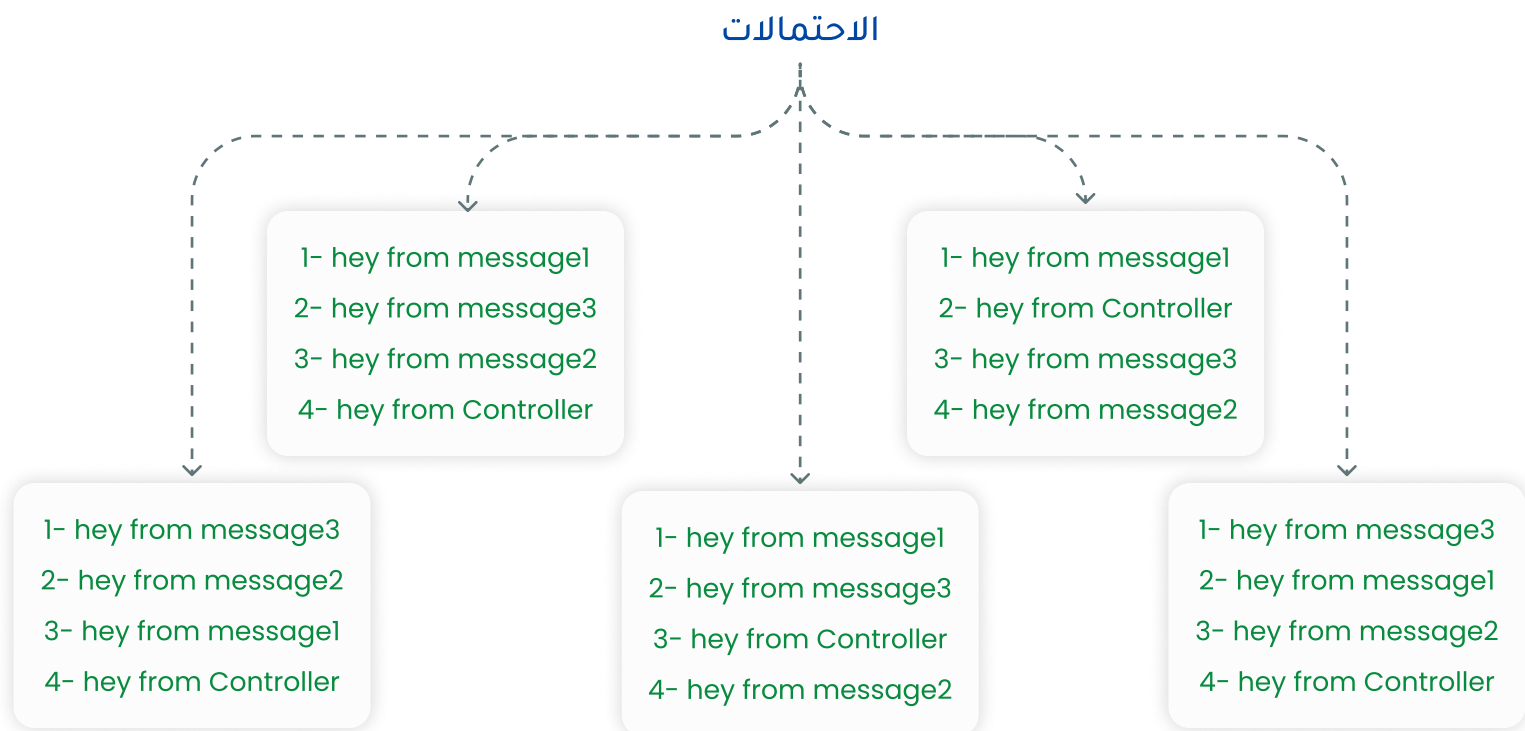 الاحتمالات
1- hey from message1
2- hey from message3
3- hey from message2
4- hey from Controller
1- hey from message1
2- hey from Controller
3- hey from message3
4- hey from message2
1- hey from message3
2- hey from message2
3- hey from message1
4- hey from Controller
1- hey from message1
2- hey from message3
3- hey from Controller
4- hey from message2
1- hey from message3
2- hey from message1
3- hey from message2
4- hey from Controller